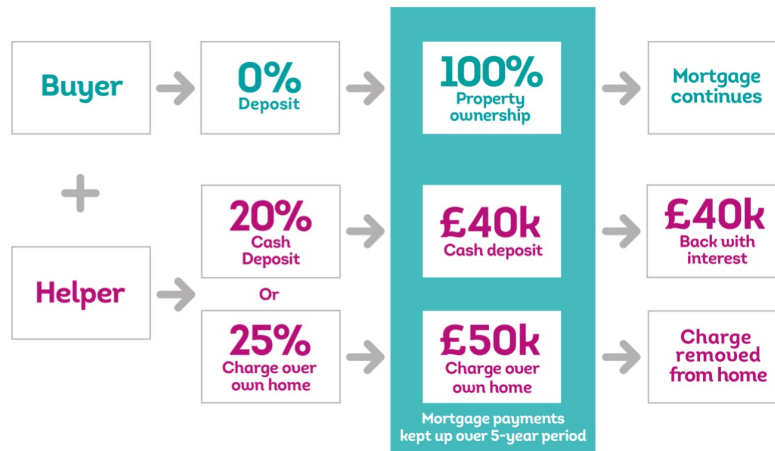 Buyer
0%
Deposit
100%
Property
ownership
Mortgage
continues
+
Helper
20%
Cash
Deposit
£40k
Cash deposit
£40k
Back with
interest
Or
25%
Charge over
own home
£50k
Charge over
own home
Charge
removed
from home
Mortgage payments
kept up over 5-year period